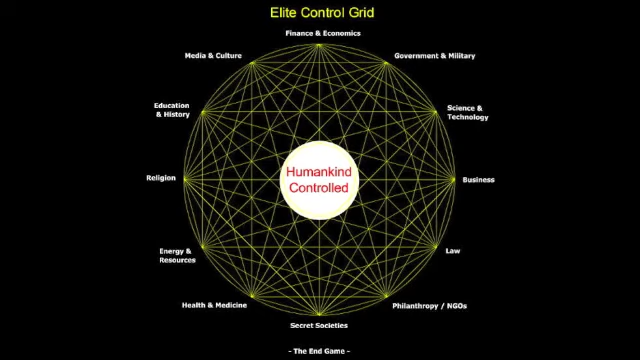 Elite Control Grid
Finance & Economics
Media & Culture
Government & Military
Education
& History
Science &
Technology
Humankind
Controlled
Religion
Business
Energy &
Resources
Law
Health & Medicine
Philanthropy / NGOs
Secret Societies
- The End Game -